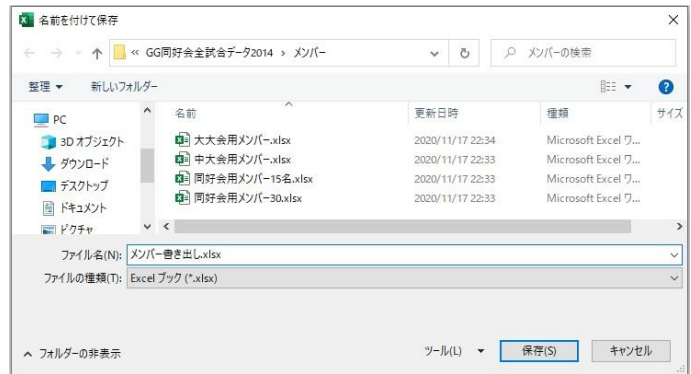 名前を付けて保存
« GG同好会全試合データ2014 › メンバー
メンバーの検索
整理 新しいフォルダー
名前 更新日時 種類 サイズ
PC
3D オブジェクト
ダウンロード
デスクトップ
ドキュメント
ピクチャ
大大会用メンバー.xlsx 2020/11/17 22:34 Microsoft Excel ワ...
中大会用メンバー.xlsx 2020/11/17 22:33 Microsoft Excel ワ...
同好会用メンバー15名.xlsx 2020/11/17 22:33 Microsoft Excel ワ...
同好会用メンバー30.xlsx 2020/11/17 22:33 Microsoft Excel ワ...
ファイル名(N): メンバー書き出し.xlsx
ファイルの種類(T): Excel ブック (*.xlsx)
フォルダーの非表示 ツール(L) 保存(S) キャンセル